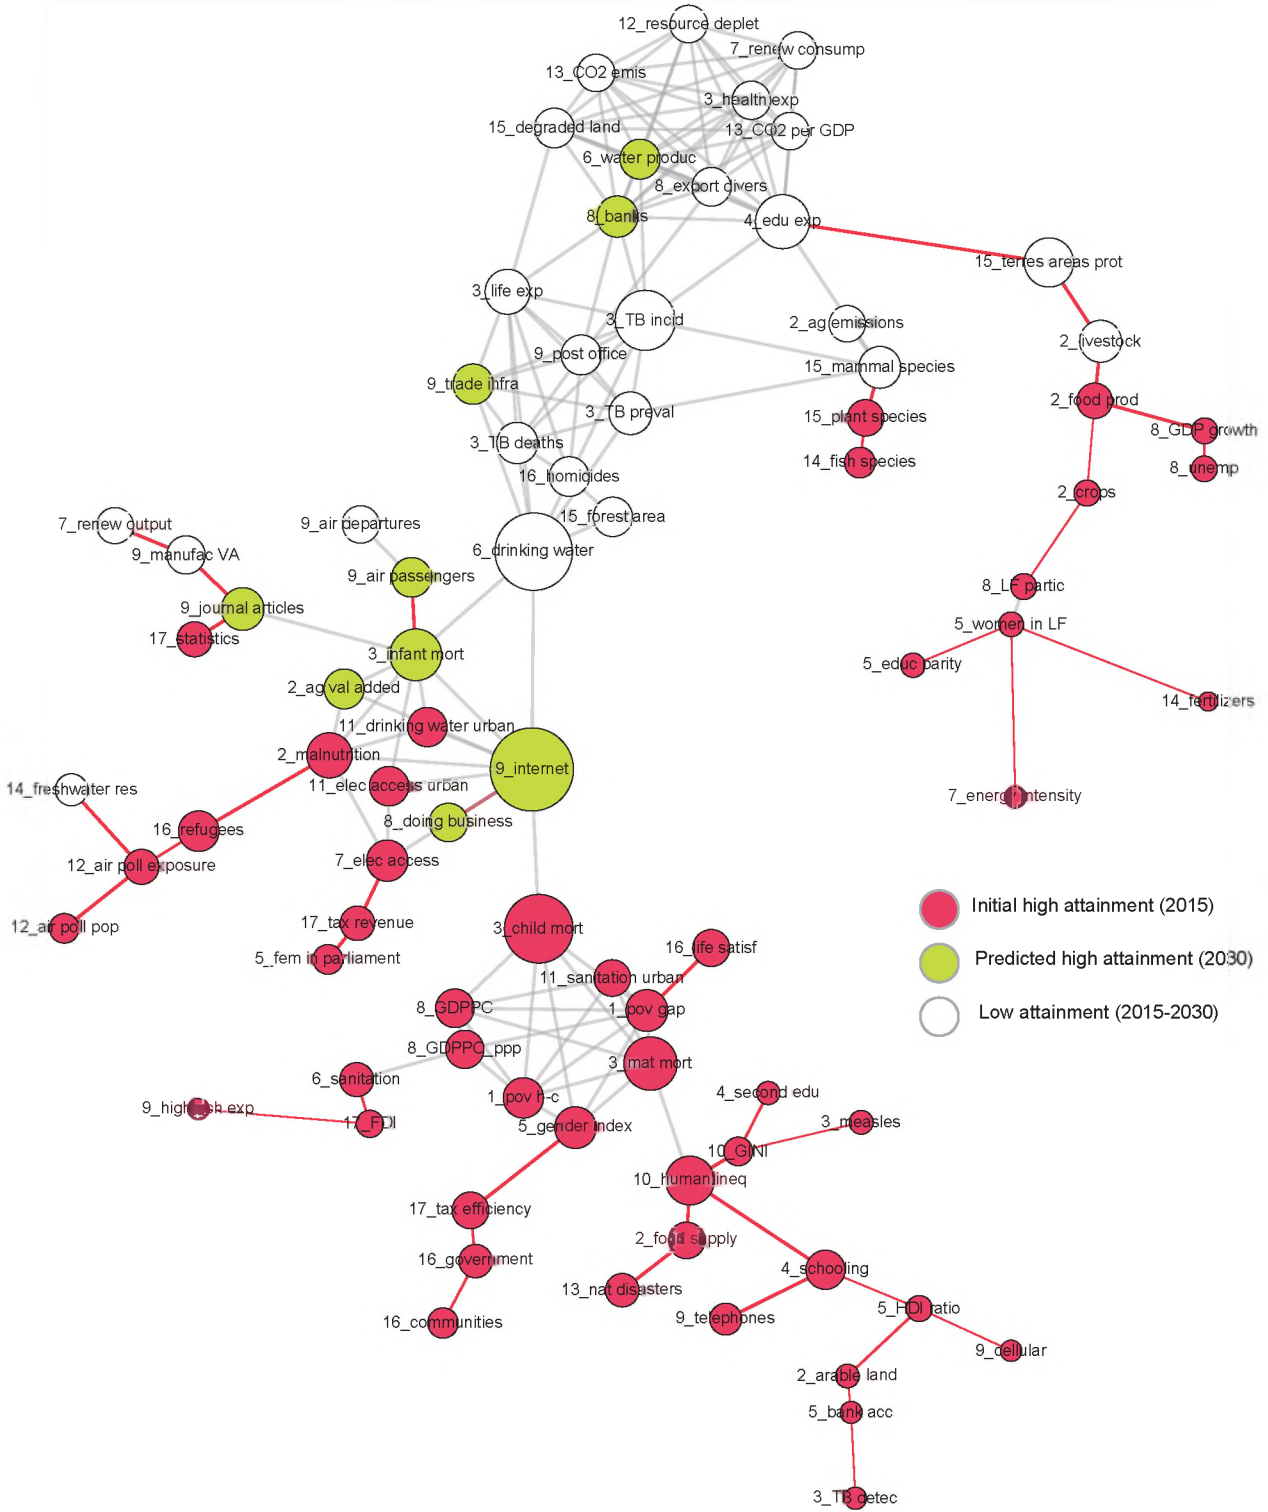 12_resource deplet
7_renew consump
13_CO2 emis
3_health exp
15_degraded land
13_CO2 per GDP
6_water produc
8_export divers
8_banks
4_edu exp
15_terres areas prot
3_life exp
3_TB incid
2_ag emissions
2_livestock
9_post office
15_mammal species
9_trade infra
2_food prod
3_TB preval
15_plant species
8_GDP growth
3_TB deaths
14_fish species
8_unemp
16_homicides
2_crops
15_forest area
7_renew output
9_air departures
9_manufac VA
6_drinking water
9_air passengers
8_LF partic
9_journal articles
5_women in LF
17_statistics
3_infant mort
5_educ parity
2_ag val added
14_fertilizers
11_drinking water urban
2_malnutrition
9_internet
11_elec access urban
14_freshwater res
7_energy intensity
8_doing business
16_refugees
7_elec access
12_air poll exposure
Initial high attainment (2015)
17_tax revenue
12_air poll pop
3_child mort
16_life satisf
5_fem in parliament
Predicted high attainment (2030)
11_sanitation urban
8_GDPPC
1_pov gap
Low attainment (2015-2030)
8_GDPPC_ppp
3_mat mort
6_sanitation
4_second edu
1_pov h-c
9_high tech exp
17_FDI
5_gender index
3_measles
10_GINI
10_human ineq
17_tax efficiency
2_food supply
16_government
4_schooling
13_nat disasters
5_HDI ratio
9_telephones
16_communities
9_cellular
2_arable land
5_bank acc
3_TB detec